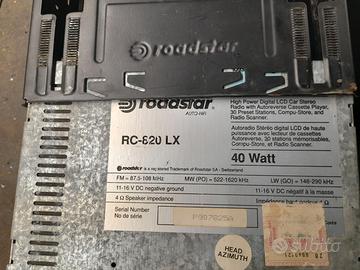 roadstar
roadstar
AUTO-HIFI
High Power Digital LCD Car Stereo
Radio with Autoreverse Cassette Player,
30 Preset Stations, Compu-Store, and
Radio Scanner.
RC-820 LX
Autoradio Stéréo digital LCD de haute
puissance avec lecteur de cassettes
autoreverse, 30 stations mémorisables,
Compu-Store, et Radio Scanner.
40 Watt
roadstar is a reg stored Trademark of Roadstar SA - Switzerland
FM = 87.5-108 MHz MW (PO) = 522-1620 KHz LW (GO) = 146-290 kHz
11-16 V DC negative ground 11-16 V DC négatif à la masse
4 Ω Speaker impedance
Serial Number
No de série
HEAD
AZIMUTH
subito